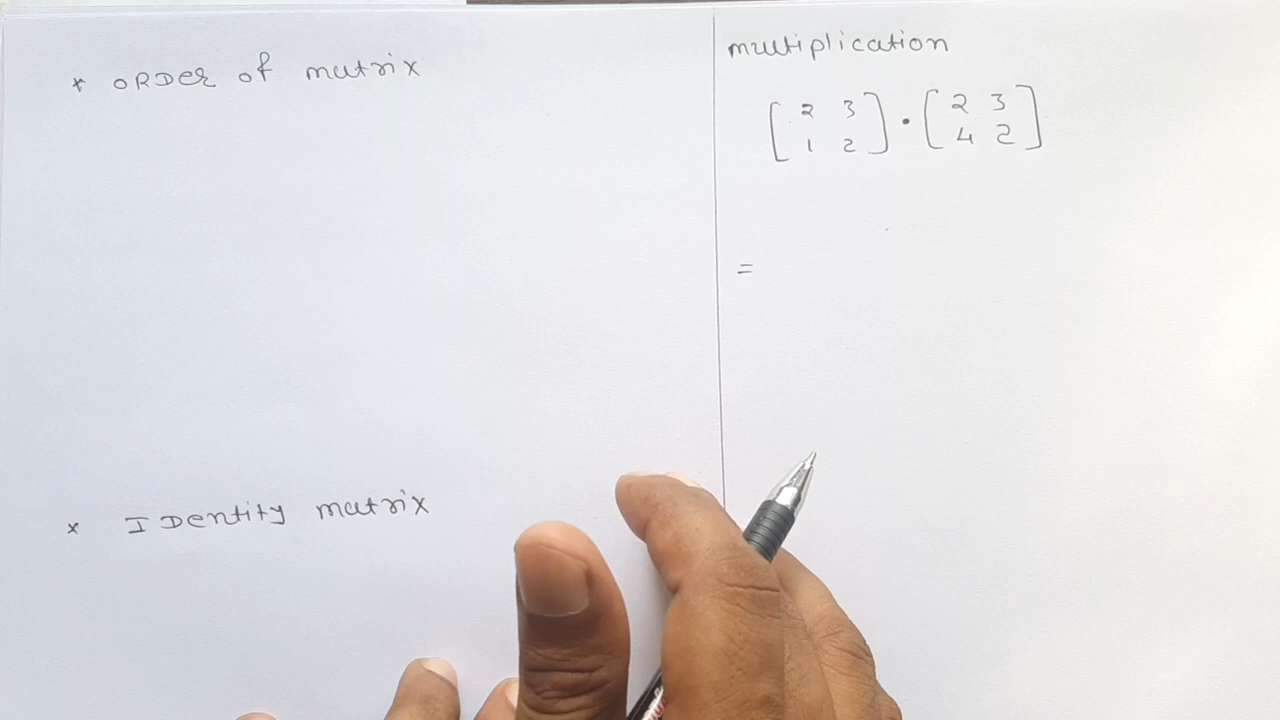 * ORDer of matrix
multiplication
[2 3
1 2] · [2 3
4 2]
=
* IDentity matrix